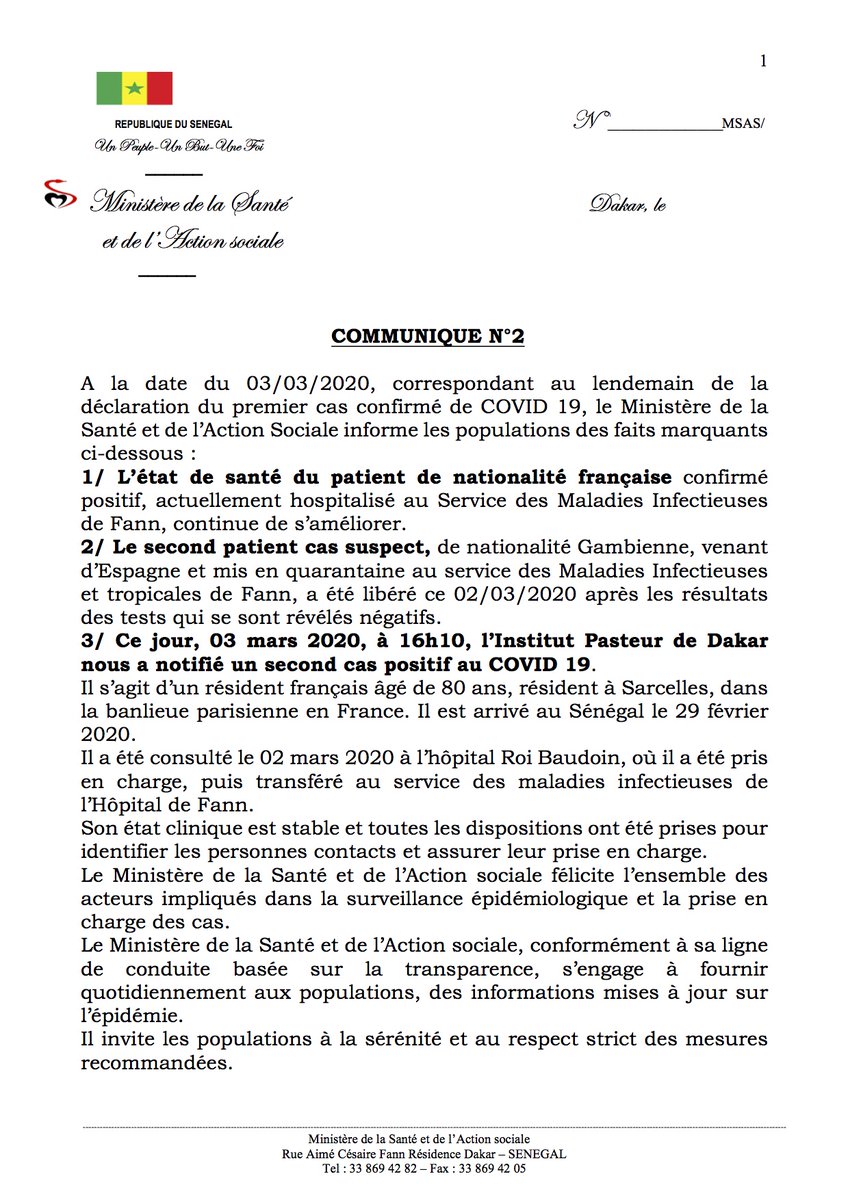 1
REPUBLIQUE DU SENEGAL
Un Peuple-Un But-Une Foi
N°________________MSAS/
Ministère de la Santé
et de l'Action sociale
Dakar, le
COMMUNIQUE N°2
A la date du 03/03/2020, correspondant au lendemain de la
déclaration du premier cas confirmé de COVID 19, le Ministère de la
Santé et de l'Action Sociale informe les populations des faits marquants
ci-dessous :
1/ L'état de santé du patient de nationalité française confirmé
positif, actuellement hospitalisé au Service des Maladies Infectieuses
de Fann, continue de s'améliorer.
2/ Le second patient cas suspect, de nationalité Gambienne, venant
d'Espagne et mis en quarantaine au service des Maladies Infectieuses
et tropicales de Fann, a été libéré ce 02/03/2020 après les résultats
des tests qui se sont révélés négatifs.
3/ Ce jour, 03 mars 2020, à 16h10, l'Institut Pasteur de Dakar
nous a notifié un second cas positif au COVID 19.
Il s'agit d'un résident français âgé de 80 ans, résident à Sarcelles, dans
la banlieue parisienne en France. Il est arrivé au Sénégal le 29 février
2020.
Il a été consulté le 02 mars 2020 à l'hôpital Roi Baudoin, où il a été pris
en charge, puis transféré au service des maladies infectieuses de
l'Hôpital de Fann.
Son état clinique est stable et toutes les dispositions ont été prises pour
identifier les personnes contacts et assurer leur prise en charge.
Le Ministère de la Santé et de l'Action sociale félicite l'ensemble des
acteurs impliqués dans la surveillance épidémiologique et la prise en
charge des cas.
Le Ministère de la Santé et de l'Action sociale, conformément à sa ligne
de conduite basée sur la transparence, s'engage à fournir
quotidiennement aux populations, des informations mises à jour sur
l'épidémie.
Il invite les populations à la sérénité et au respect strict des mesures
recommandées.
Ministère de la Santé et de l'Action sociale
Rue Aimé Césaire Fann Résidence Dakar – SENEGAL
Tel : 33 869 42 82 – Fax : 33 869 42 05